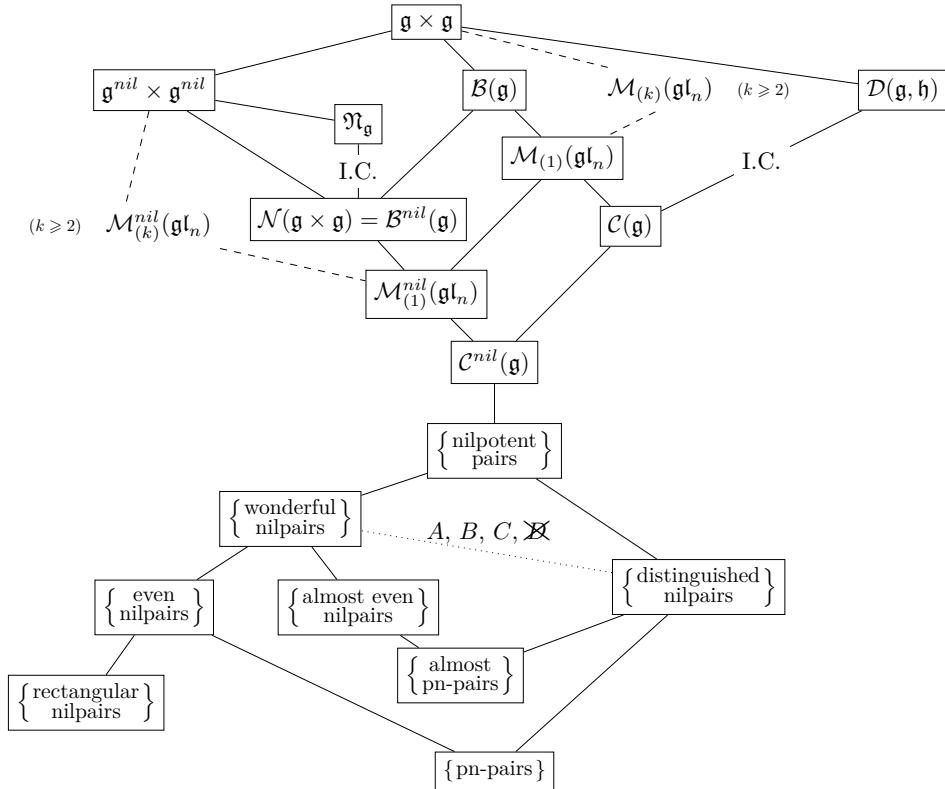 𝔤 × 𝔤
𝔤^{nil} × 𝔤^{nil}
ℬ(𝔤)
ℳ_{(k)}(𝔤𝔩_n) (k ⩾ 2)
𝒟(𝔤, 𝔥)
𝔑_𝔤
ℳ_{(1)}(𝔤𝔩_n)
I.C.
I.C.
(k ⩾ 2) ℳ^{nil}_{(k)}(𝔤𝔩_n)
𝒩(𝔤 × 𝔤) = ℬ^{nil}(𝔤)
𝒞(𝔤)
ℳ^{nil}_{(1)}(𝔤𝔩_n)
𝒞^{nil}(𝔤)
{nilpotent
pairs}
{wonderful
nilpairs}
A, B, C, D
{even
nilpairs}
{almost even
nilpairs}
{distinguished
nilpairs}
{almost
pn-pairs}
{rectangular
nilpairs}
{pn-pairs}